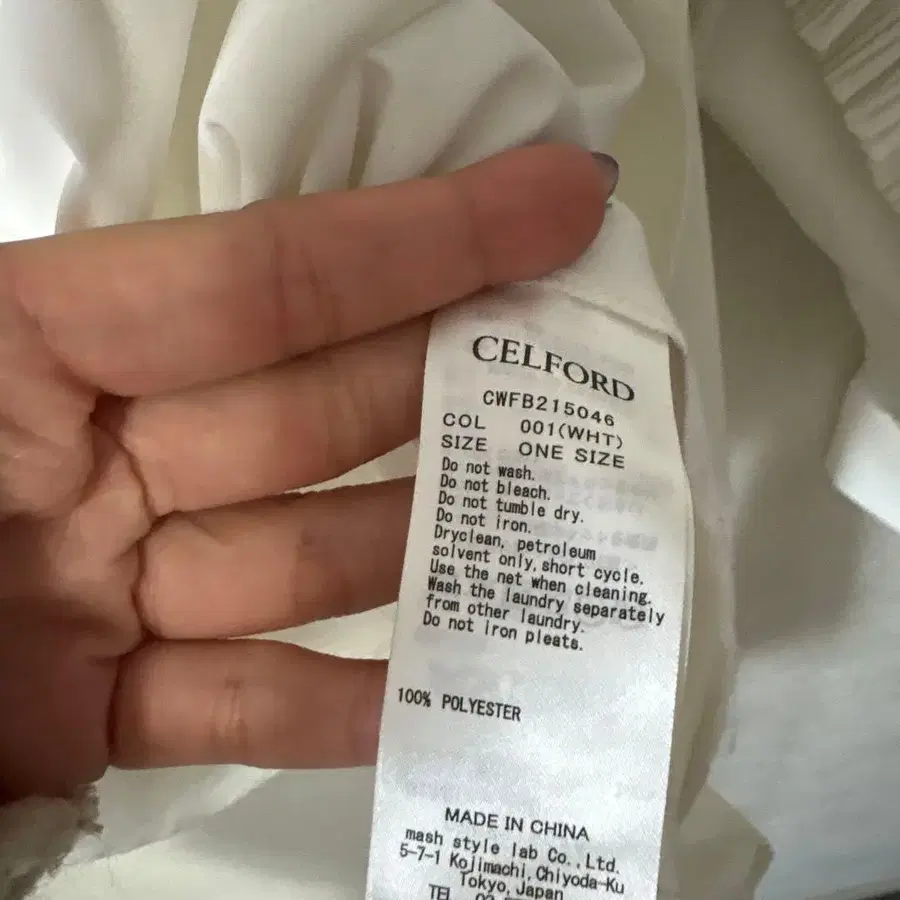 CELFORD
CWFB215046
COL 001(WHT)
SIZE ONE SIZE
Do not wash.
Do not bleach.
Do not tumble dry.
Do not iron.
Dryclean, petroleum
solvent only, short cycle.
Use the net when cleaning.
Wash the laundry separately
from other laundry.
Do not iron pleats.
100% POLYESTER
MADE IN CHINA
mash style lab Co., Ltd.
5-7-1 Kojimachi, Chiyoda-Ku
Tokyo, Japan
TEL